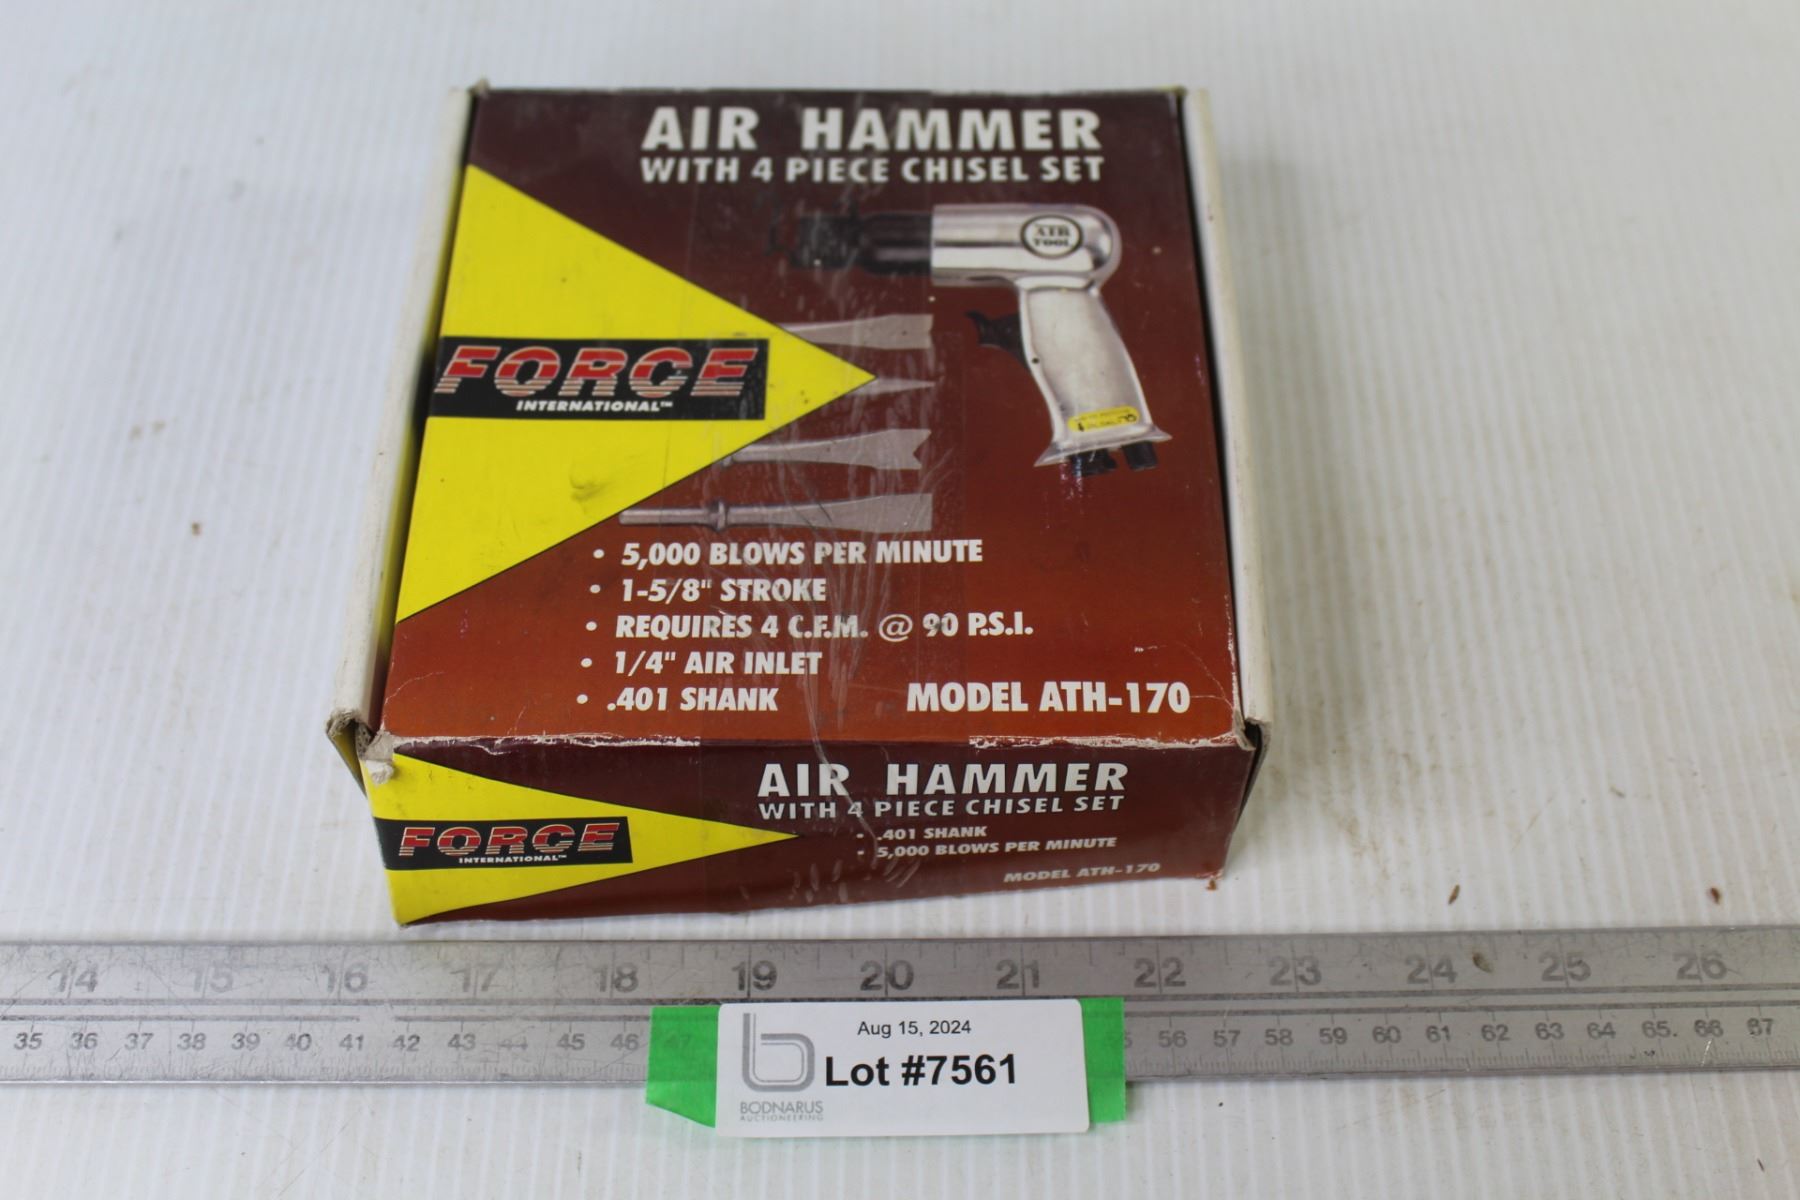 AIR HAMMER
WITH 4 PIECE CHISEL SET
AIR
TOOL
FORCE
INTERNATIONAL™
• 5,000 BLOWS PER MINUTE
• 1-5/8" STROKE
• REQUIRES 4 C.F.M. @ 90 P.S.I.
• 1/4" AIR INLET
• .401 SHANK
MODEL ATH-170
AIR HAMMER
WITH 4 PIECE CHISEL SET
• .401 SHANK
• 5,000 BLOWS PER MINUTE
MODEL ATH-170
FORCE
INTERNATIONAL™
14 15 16 17 18 19 20 21 22 23 24 25 26
35 36 37 38 39 40 41 42 43 44 45 46 47 56 57 58 59 60 61 62 63 64 65 66 67
Aug 15, 2024
Lot #7561
BODNARUS
AUCTIONEERING